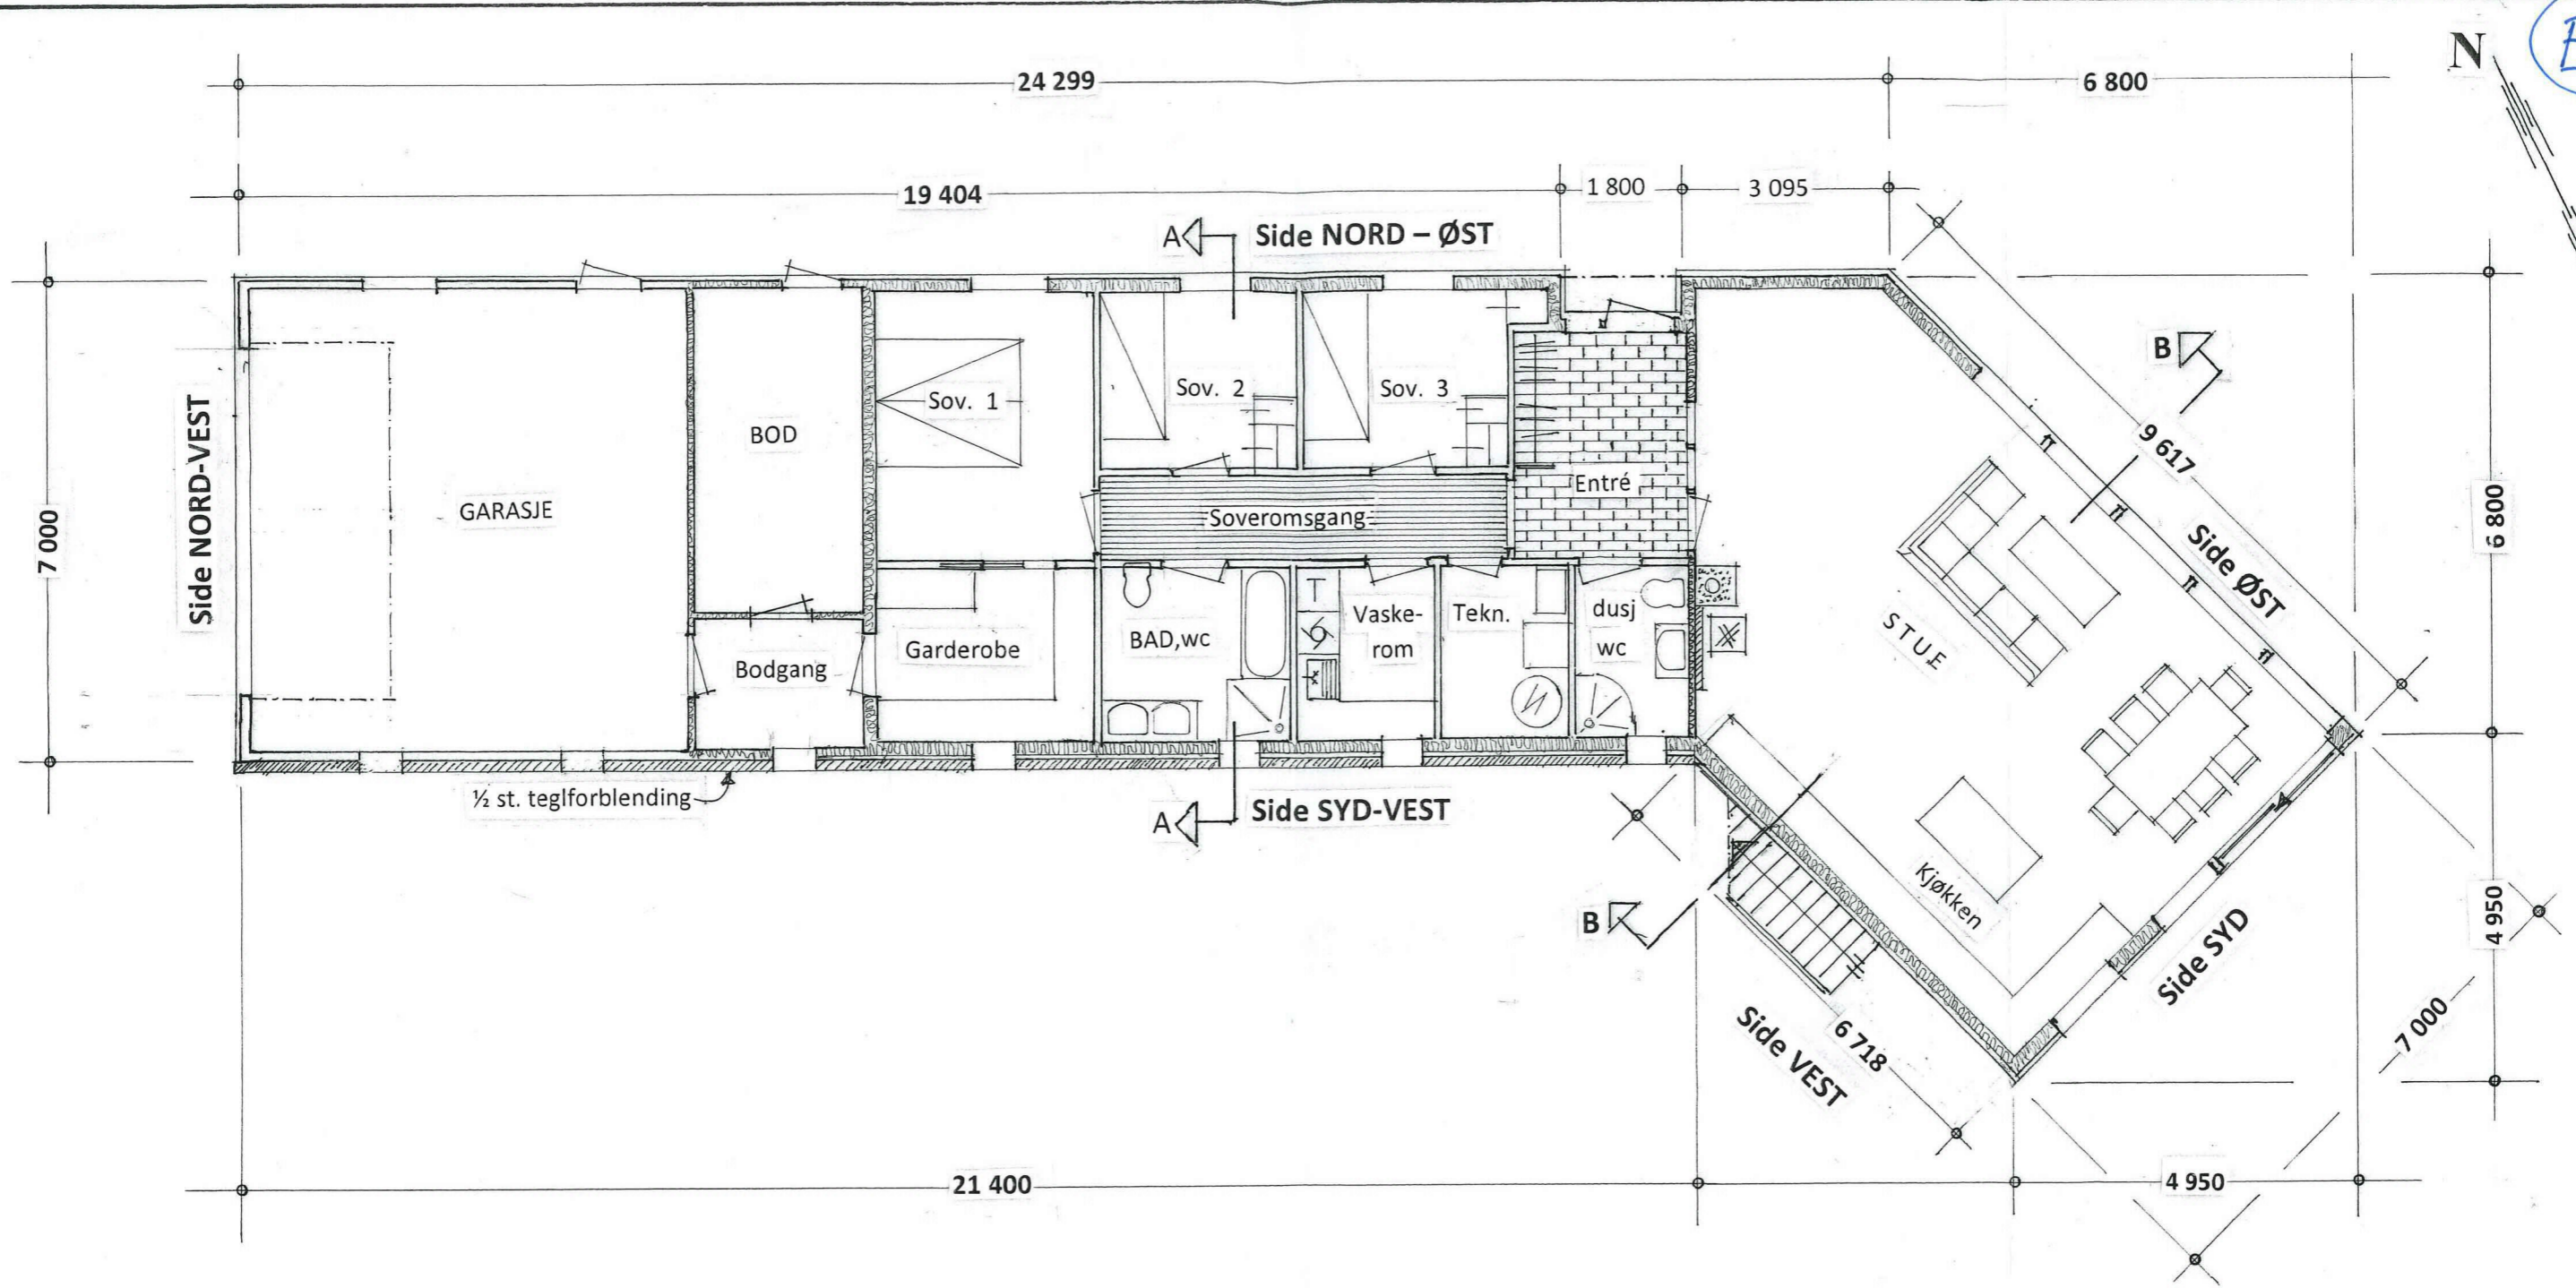 24 299
6 800
N
19 404
1 800
3 095
A
Side NORD – ØST
B
Side NORD-VEST
7 000
GARASJE
BOD
Sov. 1
Sov. 2
Sov. 3
Entré
Soveromsgang
9 617
Side ØST
6 800
Bodgang
Garderobe
BAD,wc
T
Vaske-
rom
Tekn.
dusj
wc
STUE
½ st. teglforblending
A
Side SYD-VEST
B
Kjøkken
Side SYD
4 950
7 000
Side VEST
6 718
21 400
4 950